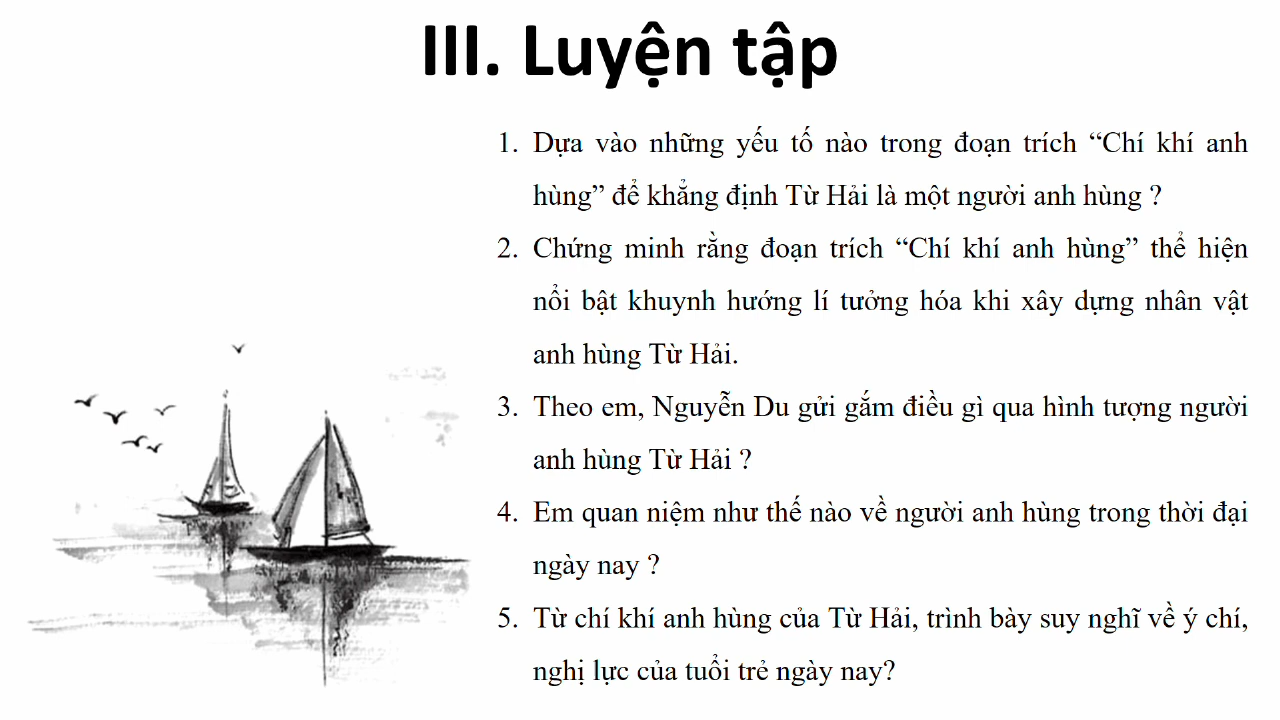 III. Luyện tập
1. Dựa vào những yếu tố nào trong đoạn trích “Chí khí anh
hùng” để khẳng định Từ Hải là một người anh hùng ?
2. Chứng minh rằng đoạn trích “Chí khí anh hùng” thể hiện
nổi bật khuynh hướng lí tưởng hóa khi xây dựng nhân vật
anh hùng Từ Hải.
3. Theo em, Nguyễn Du gửi gắm điều gì qua hình tượng người
anh hùng Từ Hải ?
4. Em quan niệm như thế nào về người anh hùng trong thời đại
ngày nay ?
5. Từ chí khí anh hùng của Từ Hải, trình bày suy nghĩ về ý chí,
nghị lực của tuổi trẻ ngày nay?